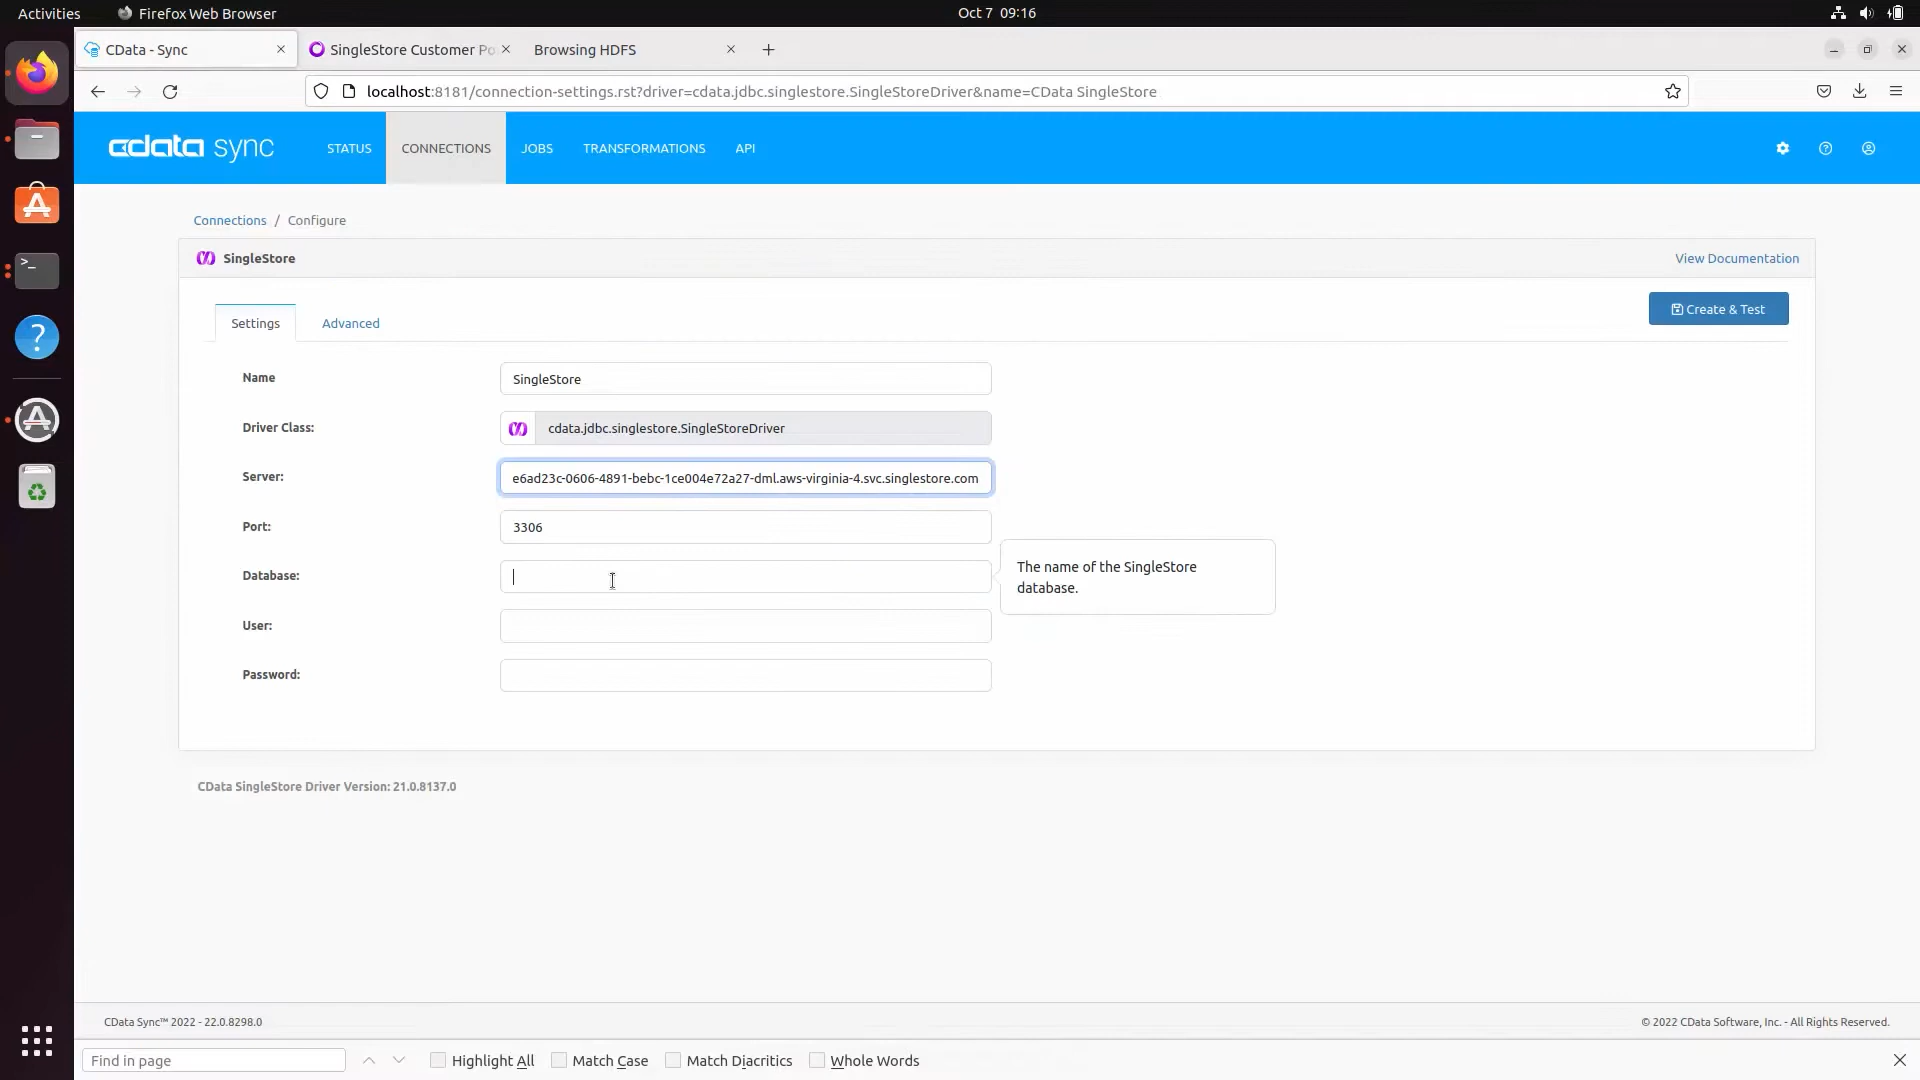 Activities
Firefox Web Browser
Oct 7 09:16
CData - Sync
SingleStore Customer Po
Browsing HDFS
localhost:8181/connection-settings.rst?driver=cdata.jdbc.singlestore.SingleStoreDriver&name=CData SingleStore
cdata sync
STATUS
CONNECTIONS
JOBS
TRANSFORMATIONS
API
Connections / Configure
SingleStore
View Documentation
Settings
Advanced
Create & Test
Name
SingleStore
Driver Class:
cdata.jdbc.singlestore.SingleStoreDriver
Server:
e6ad23c-0606-4891-bebc-1ce004e72a27-dml.aws-virginia-4.svc.singlestore.com
Port:
3306
Database:
The name of the SingleStore
database.
User:
Password:
CData SingleStore Driver Version: 21.0.8137.0
CData Sync™ 2022 - 22.0.8298.0
© 2022 CData Software, Inc. - All Rights Reserved.
Find in page
Highlight All
Match Case
Match Diacritics
Whole Words